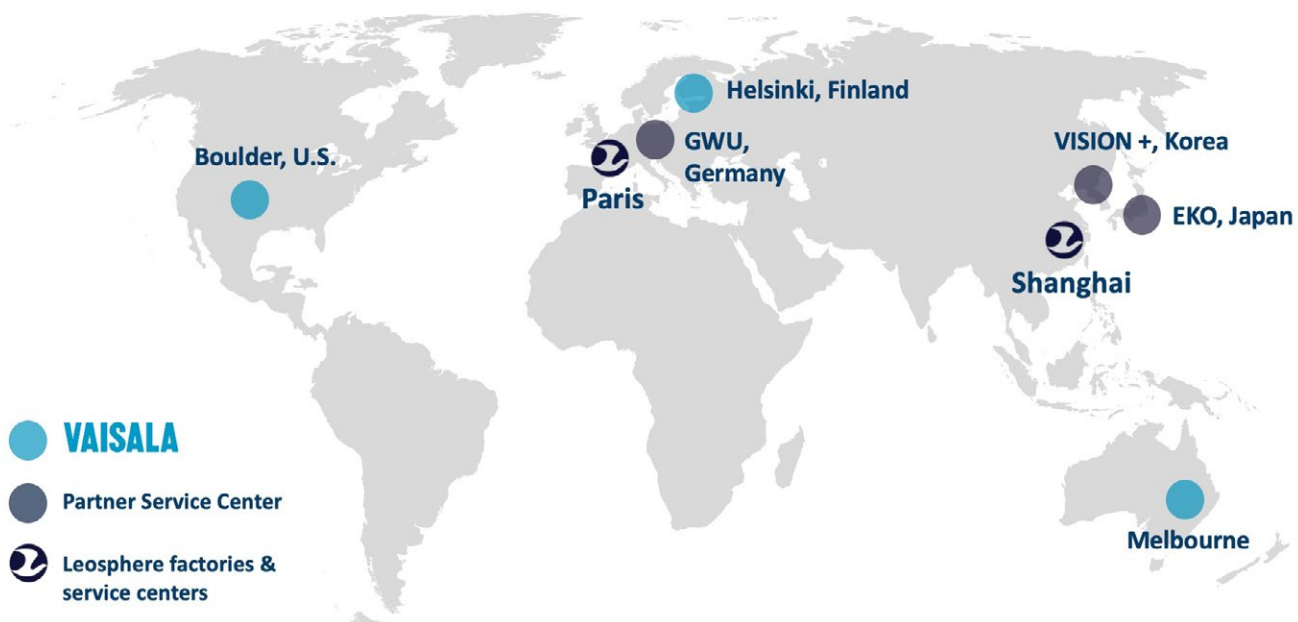 Helsinki, Finland
Boulder, U.S.
GWU,
Germany
Paris
VISION +, Korea
EKO, Japan
Shanghai
VAISALA
Partner Service Center
Leosphere factories &
service centers
Melbourne